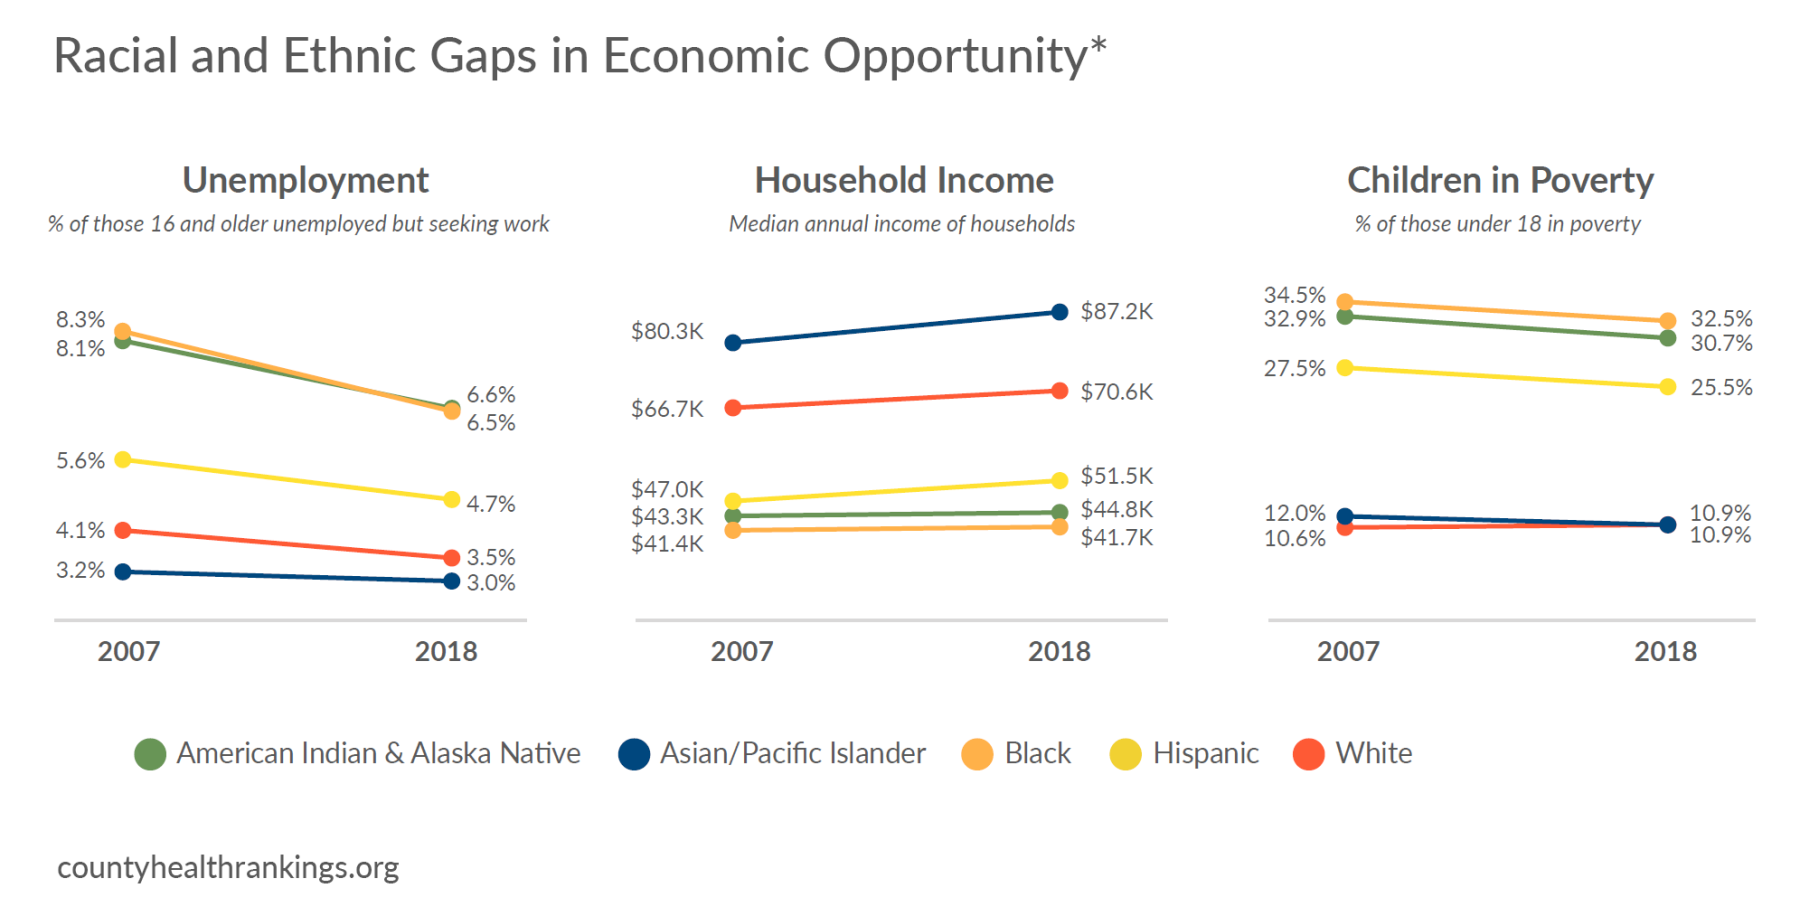 Racial and Ethnic Gaps in Economic Opportunity*
Unemployment
% of those 16 and older unemployed but seeking work
8.3%
8.1%
6.6%
6.5%
5.6%
4.7%
4.1%
3.5%
3.2%
3.0%
2007 2018
Household Income
Median annual income of households
$80.3K
$87.2K
$66.7K
$70.6K
$47.0K
$51.5K
$43.3K
$44.8K
$41.4K
$41.7K
2007 2018
Children in Poverty
% of those under 18 in poverty
34.5%
32.9%
32.5%
30.7%
27.5%
25.5%
12.0%
10.9%
10.6%
10.9%
2007 2018
American Indian & Alaska Native Asian/Pacific Islander Black Hispanic White
countyhealthrankings.org